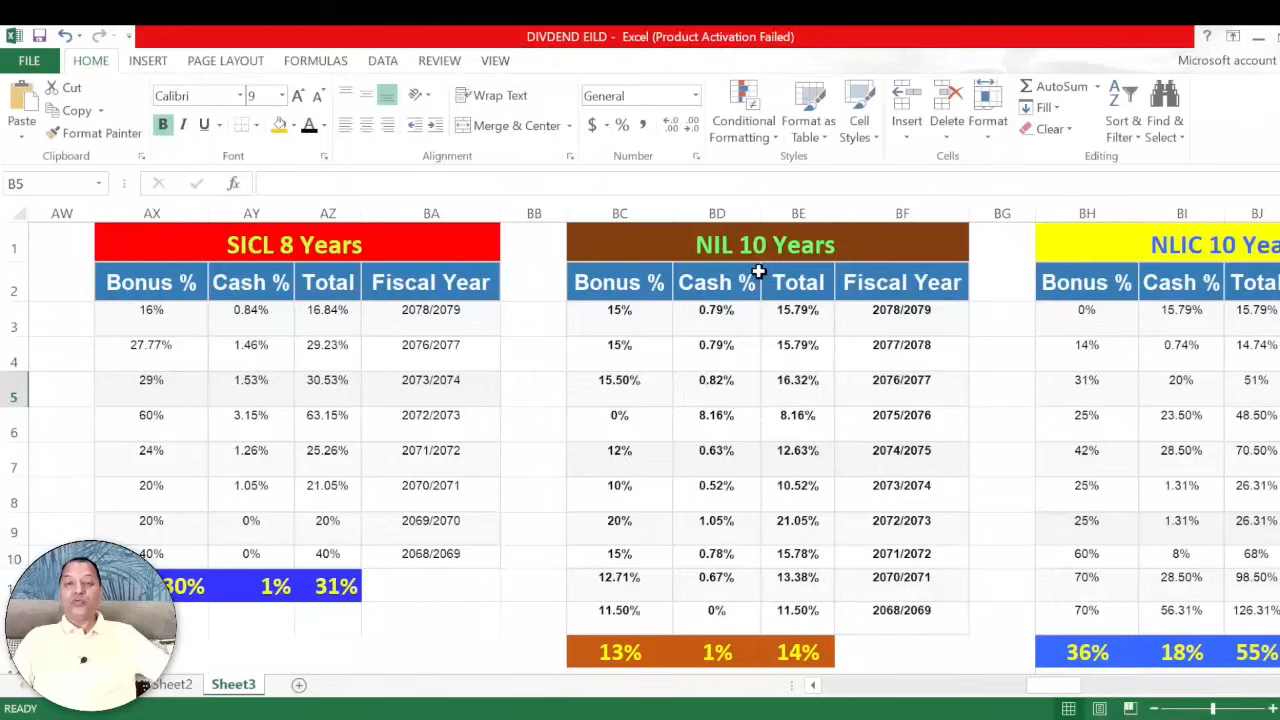 DIVDEND EILD - Excel (Product Activation Failed)
FILE HOME INSERT PAGE LAYOUT FORMULAS DATA REVIEW VIEW Microsoft account
Paste Cut Copy Format Painter Clipboard
Calibri 9 B I U A Font
Wrap Text Merge & Center Alignment
General $ % , Number
Conditional Formatting Format as Table Cell Styles Styles
Insert Delete Format Cells
AutoSum Fill Clear Sort & Filter Find & Select Editing
B5 fx
AW AX AY AZ BA BB BC BD BE BF BG BH BI BJ
1 SICL 8 Years NIL 10 Years NLIC 10
2 Bonus % Cash % Total Fiscal Year Bonus % Cash % Total Fiscal Year Bonus % Cash % Total
3 16% 0.84% 16.84% 2078/2079 15% 0.79% 15.79% 2078/2079 0% 15.79% 15.79%
4 27.77% 1.46% 29.23% 2076/2077 15% 0.79% 15.79% 2077/2078 14% 0.74% 14.74%
5 29% 1.53% 30.53% 2073/2074 15.50% 0.82% 16.32% 2076/2077 31% 20% 51%
6 60% 3.15% 63.15% 2072/2073 0% 8.16% 8.16% 2075/2076 25% 23.50% 48.50%
7 24% 1.26% 25.26% 2071/2072 12% 0.63% 12.63% 2074/2075 42% 28.50% 70.50%
8 20% 1.05% 21.05% 2070/2071 10% 0.52% 10.52% 2073/2074 25% 1.31% 26.31%
9 20% 0% 20% 2069/2070 20% 1.05% 21.05% 2072/2073 25% 1.31% 26.31%
10 40% 0% 40% 2068/2069 15% 0.78% 15.78% 2071/2072 60% 8% 68%
30% 1% 31% 12.71% 0.67% 13.38% 2070/2071 70% 28.50% 98.50%
11.50% 0% 11.50% 2068/2069 70% 56.31% 126.31%
13% 1% 14% 36% 18% 55%
Sheet2 Sheet3
READY